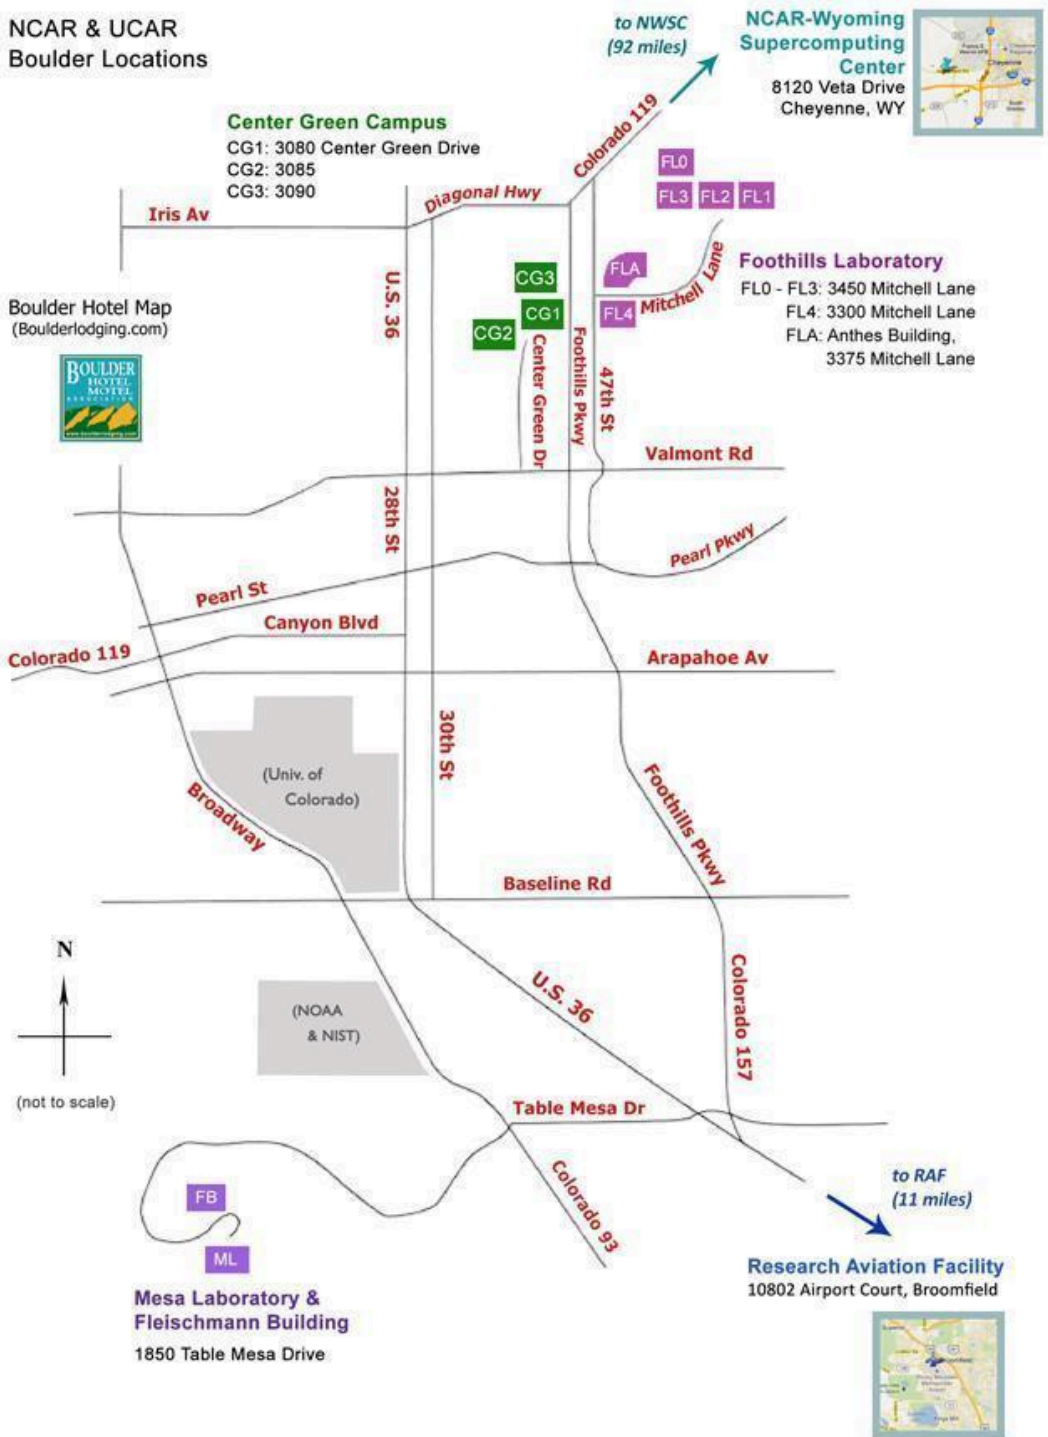 NCAR & UCAR
Boulder Locations
to NWSC
(92 miles)
NCAR-Wyoming
Supercomputing
Center
8120 Veta Drive
Cheyenne, WY
Cheyenne
Center Green Campus
CG1: 3080 Center Green Drive
CG2: 3085
CG3: 3090
Colorado 119
FL0
FL3
FL2
FL1
Diagonal Hwy
Iris Av
U.S. 36
CG3
CG1
CG2
FLA
FL4
Mitchell Lane
Foothills Laboratory
FL0 - FL3: 3450 Mitchell Lane
FL4: 3300 Mitchell Lane
FLA: Anthes Building,
3375 Mitchell Lane
Boulder Hotel Map
(Boulderlodging.com)
BOULDER
HOTEL
MOTEL
ASSOCIATION
www.boulderlodging.com
Center Green Dr
Foothills Pkwy
47th St
Valmont Rd
28th St
Pearl Pkwy
Pearl St
Canyon Blvd
Colorado 119
Arapahoe Av
30th St
(Univ. of
Colorado)
Broadway
Foothills Pkwy
Baseline Rd
N
(not to scale)
(NOAA
& NIST)
U.S. 36
Colorado 157
Table Mesa Dr
Colorado 93
FB
ML
Mesa Laboratory &
Fleischmann Building
1850 Table Mesa Drive
to RAF
(11 miles)
Research Aviation Facility
10802 Airport Court, Broomfield
Broomfield